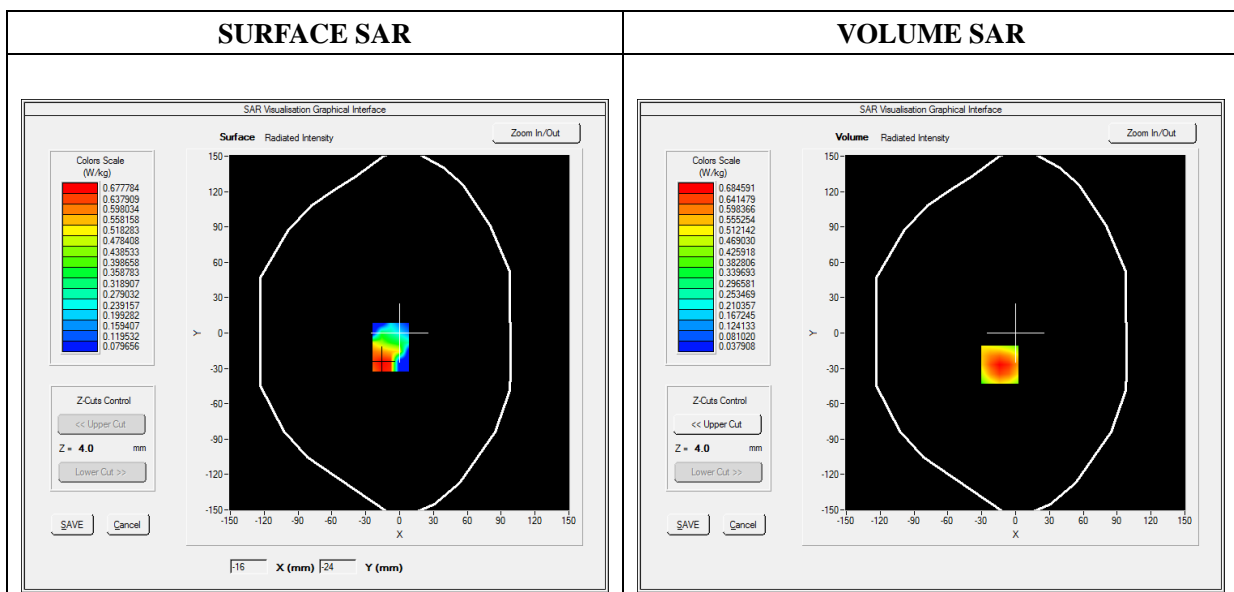 SURFACE SAR
VOLUME SAR
SAR Visualisation Graphical Interface
Surface Radiated Intensity
Zoom In/Out
Colors Scale
(W/kg)
0.677784
0.637909
0.598034
0.558158
0.518283
0.478408
0.438533
0.398658
0.358783
0.318907
0.279032
0.239157
0.199282
0.159407
0.119532
0.079656
Z-Cuts Control
<< Upper Cut
Z = 4.0 mm
Lower Cut >>
SAVE Cancel
150
120
90
60
30
0
-30
-60
-90
-120
-150
Y
-150 -120 -90 -60 -30 0 30 60 90 120 150
X
-16 X (mm) -24 Y (mm)
SAR Visualisation Graphical Interface
Volume Radiated Intensity
Zoom In/Out
Colors Scale
(W/kg)
0.684591
0.641479
0.598366
0.555254
0.512142
0.469030
0.425918
0.382806
0.339693
0.296581
0.253469
0.210357
0.167245
0.124133
0.081020
0.037908
Z-Cuts Control
<< Upper Cut
Z = 4.0 mm
Lower Cut >>
SAVE Cancel
150
120
90
60
30
0
-30
-60
-90
-120
-150
Y
-150 -120 -90 -60 -30 0 30 60 90 120 150
X